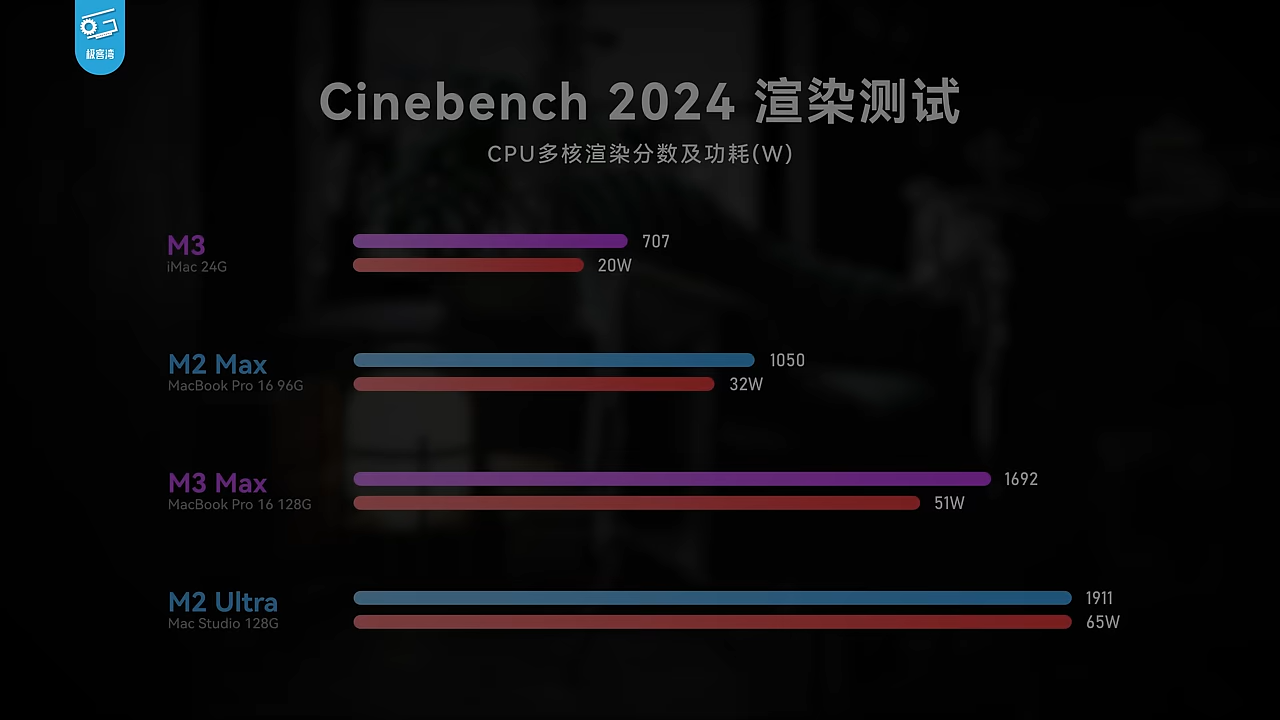 极客湾
Cinebench 2024 渲染测试
CPU多核渲染分数及功耗(W)
M3
iMac 24G
707
20W
M2 Max
MacBook Pro 16 96G
1050
32W
M3 Max
MacBook Pro 16 128G
1692
51W
M2 Ultra
Mac Studio 128G
1911
65W